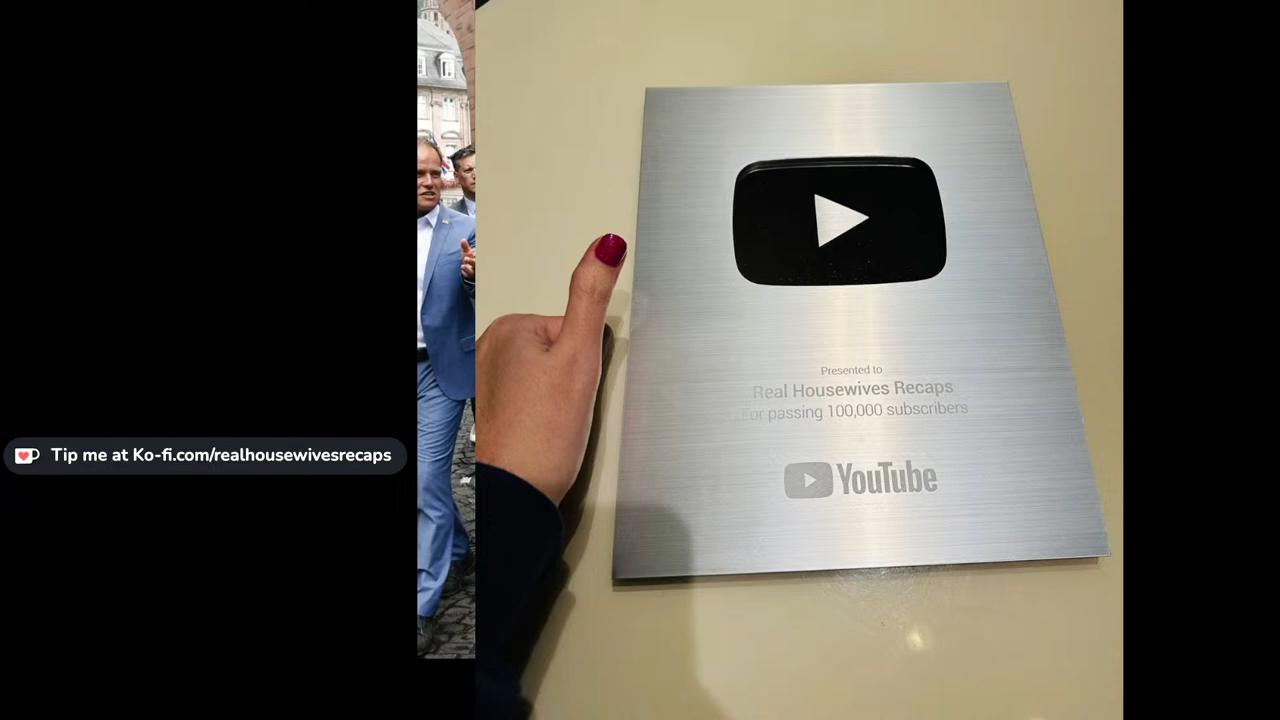 Tip me at Ko-fi.com/realhousewivesrecaps
Presented to
Real Housewives Recaps
For passing 100,000 subscribers
YouTube